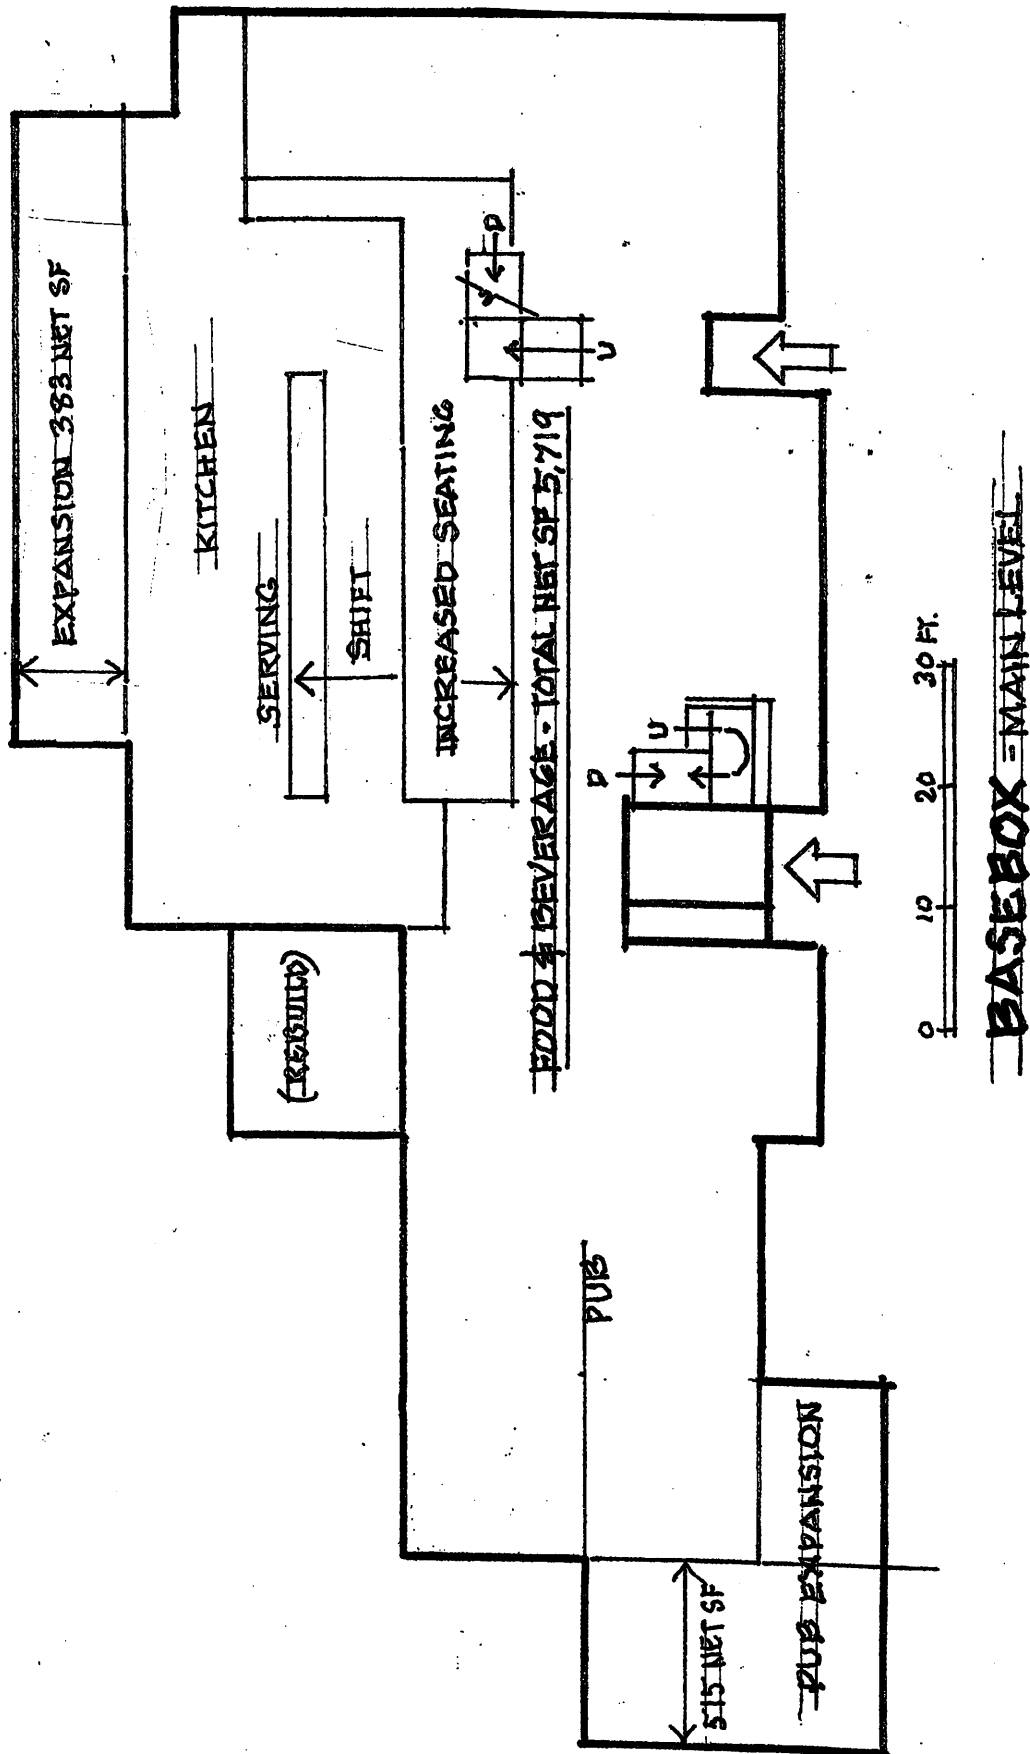 EXPANSION 383 NET SF
KITCHEN
SERVING
SHIFT
INCREASED SEATING
D
U
FOOD & BEVERAGE - TOTAL NET SF 5,719
(REBUILD)
D
U
PUB
515 NET SF
PUB EXPANSION
0 10 20 30 FT.
BASEBOX - MAIN LEVEL